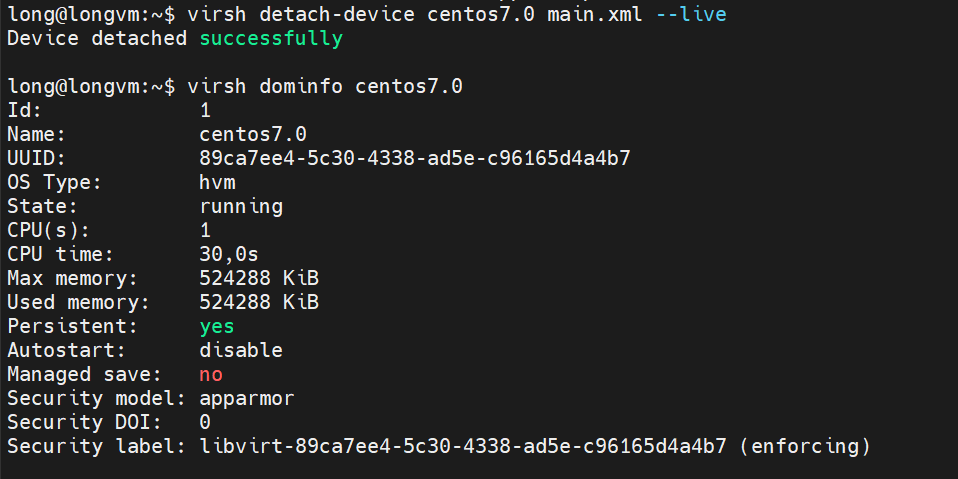 long@longvm:~$ virsh detach-device centos7.0 main.xml --live
Device detached successfully
long@longvm:~$ virsh dominfo centos7.0
Id:             1
Name:           centos7.0
UUID:           89ca7ee4-5c30-4338-ad5e-c96165d4a4b7
OS Type:        hvm
State:          running
CPU(s):         1
CPU time:       30,0s
Max memory:     524288 KiB
Used memory:    524288 KiB
Persistent:     yes
Autostart:      disable
Managed save:   no
Security model: apparmor
Security DOI:   0
Security label: libvirt-89ca7ee4-5c30-4338-ad5e-c96165d4a4b7 (enforcing)